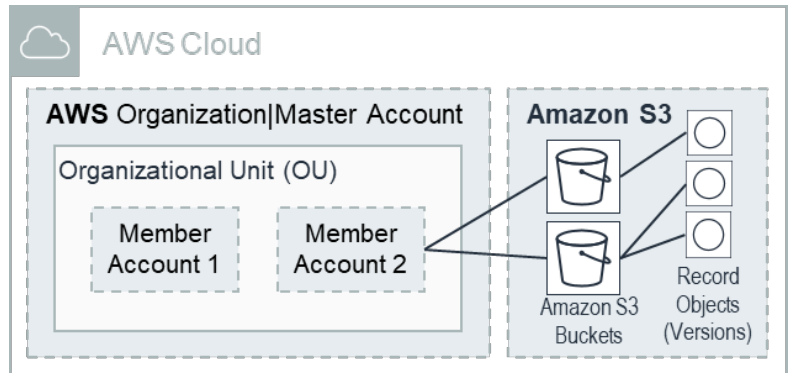 AWS Cloud
AWS Organization|Master Account
Organizational Unit (OU)
Member
Account 1
Member
Account 2
Amazon S3
Amazon S3
Buckets
Record
Objects
(Versions)